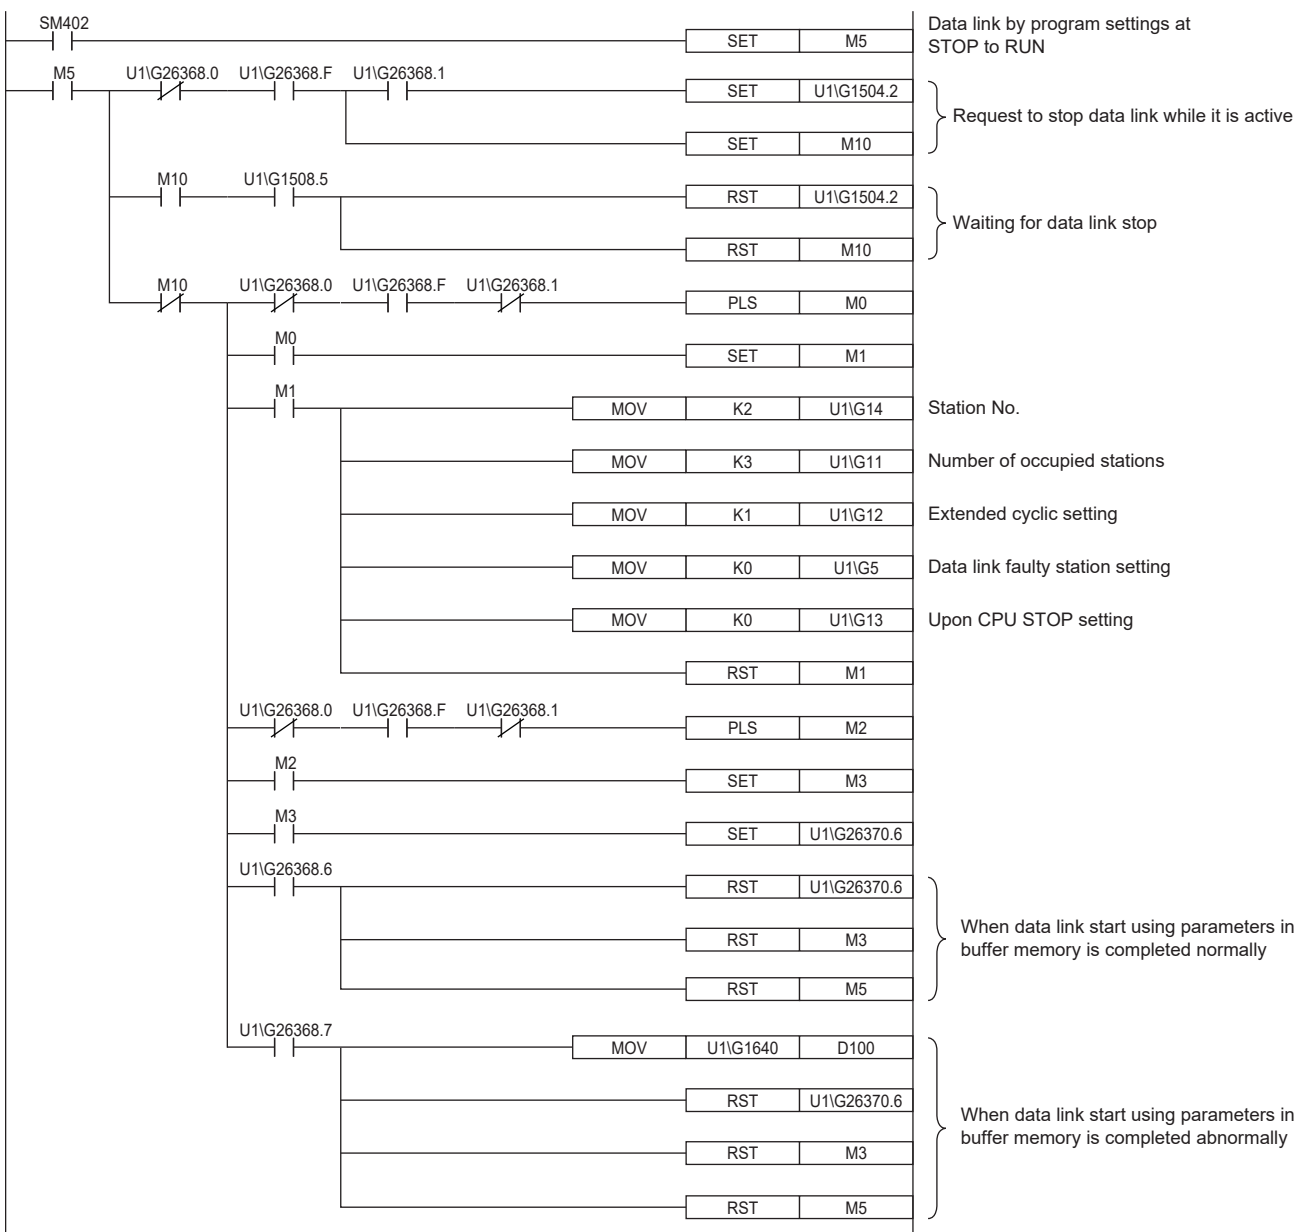 SM402
SET M5
Data link by program settings at
STOP to RUN
M5 U1\G26368.0 U1\G26368.F U1\G26368.1
SET U1\G1504.2
Request to stop data link while it is active
SET M10
M10 U1\G1508.5
RST U1\G1504.2
Waiting for data link stop
RST M10
M10 U1\G26368.0 U1\G26368.F U1\G26368.1
PLS M0
M0
SET M1
M1
MOV K2 U1\G14 Station No.
MOV K3 U1\G11 Number of occupied stations
MOV K1 U1\G12 Extended cyclic setting
MOV K0 U1\G5 Data link faulty station setting
MOV K0 U1\G13 Upon CPU STOP setting
RST M1
U1\G26368.0 U1\G26368.F U1\G26368.1
PLS M2
M2
SET M3
M3
SET U1\G26370.6
U1\G26368.6
RST U1\G26370.6
When data link start using parameters in
buffer memory is completed normally
RST M3
RST M5
U1\G26368.7
MOV U1\G1640 D100
RST U1\G26370.6
When data link start using parameters in
buffer memory is completed abnormally
RST M3
RST M5